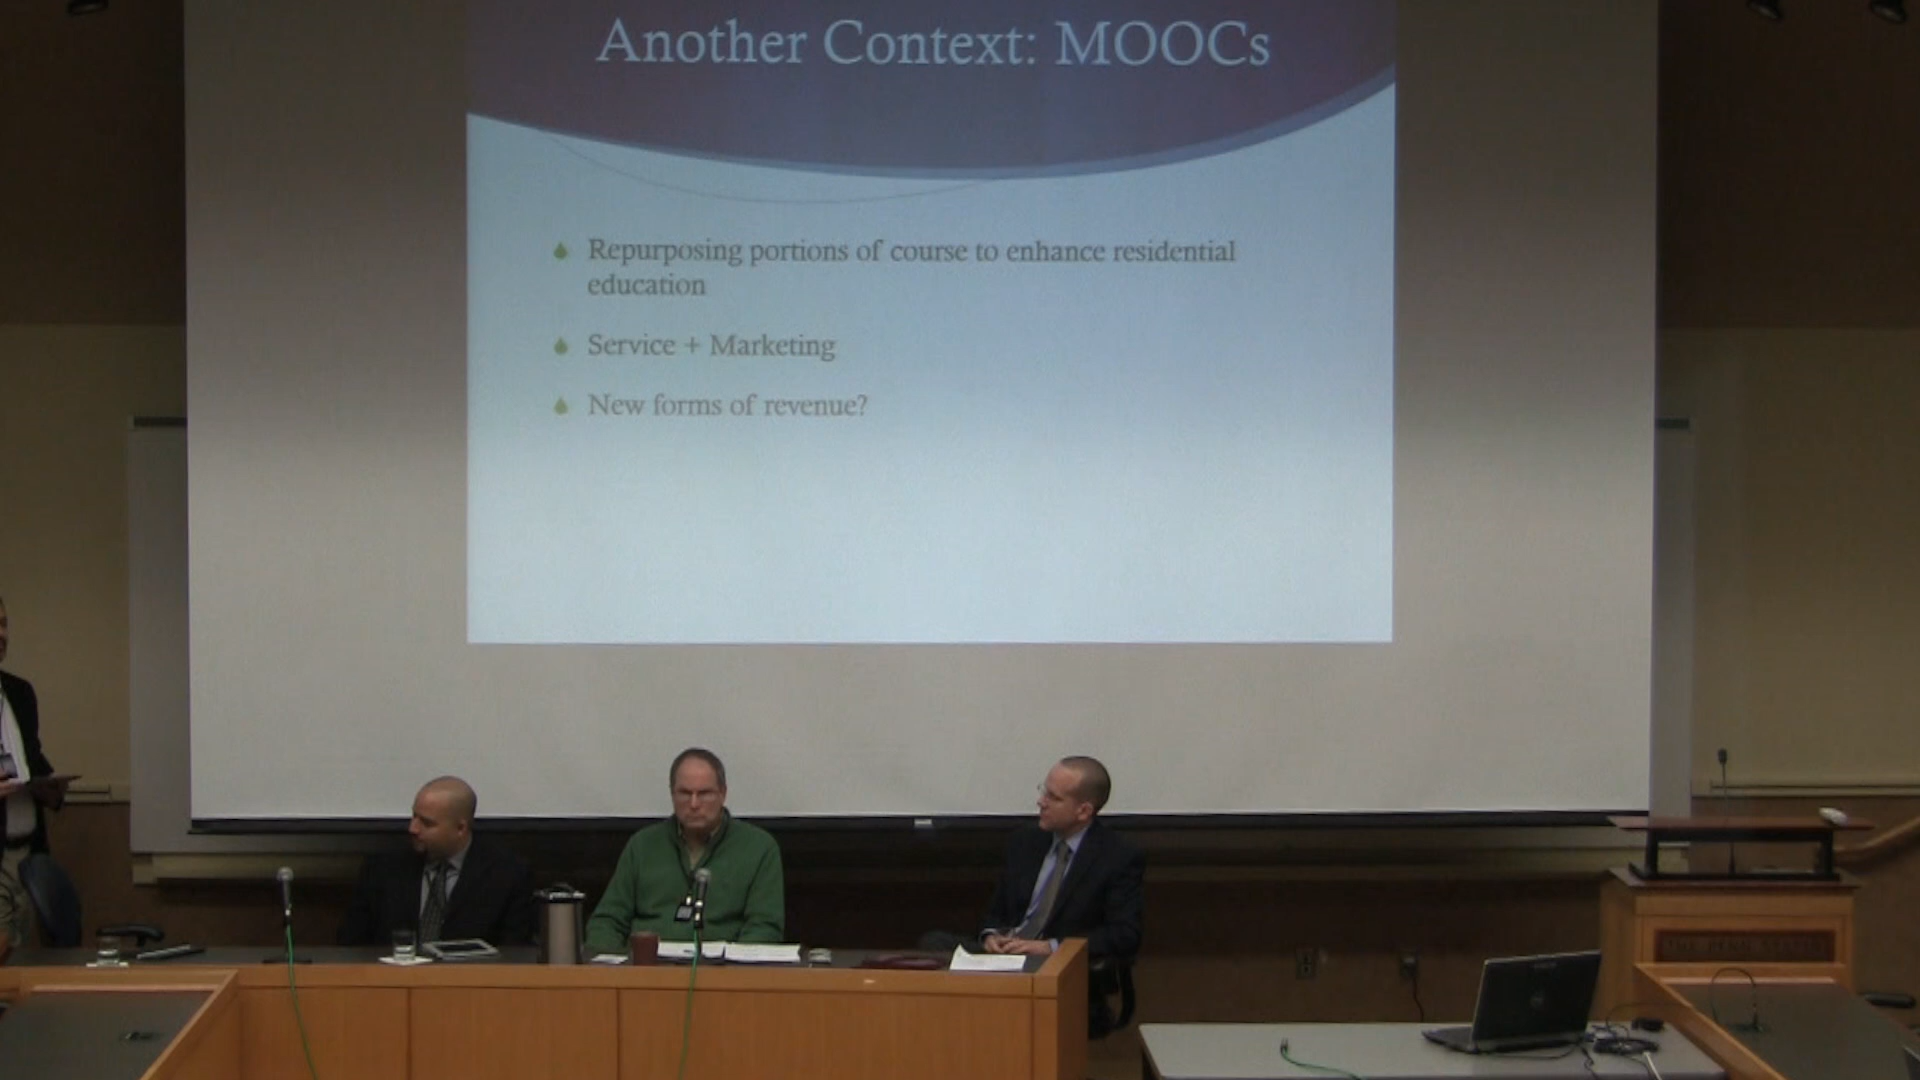 Another Context: MOOCs
Repurposing portions of course to enhance residential
education
Service + Marketing
New forms of revenue?